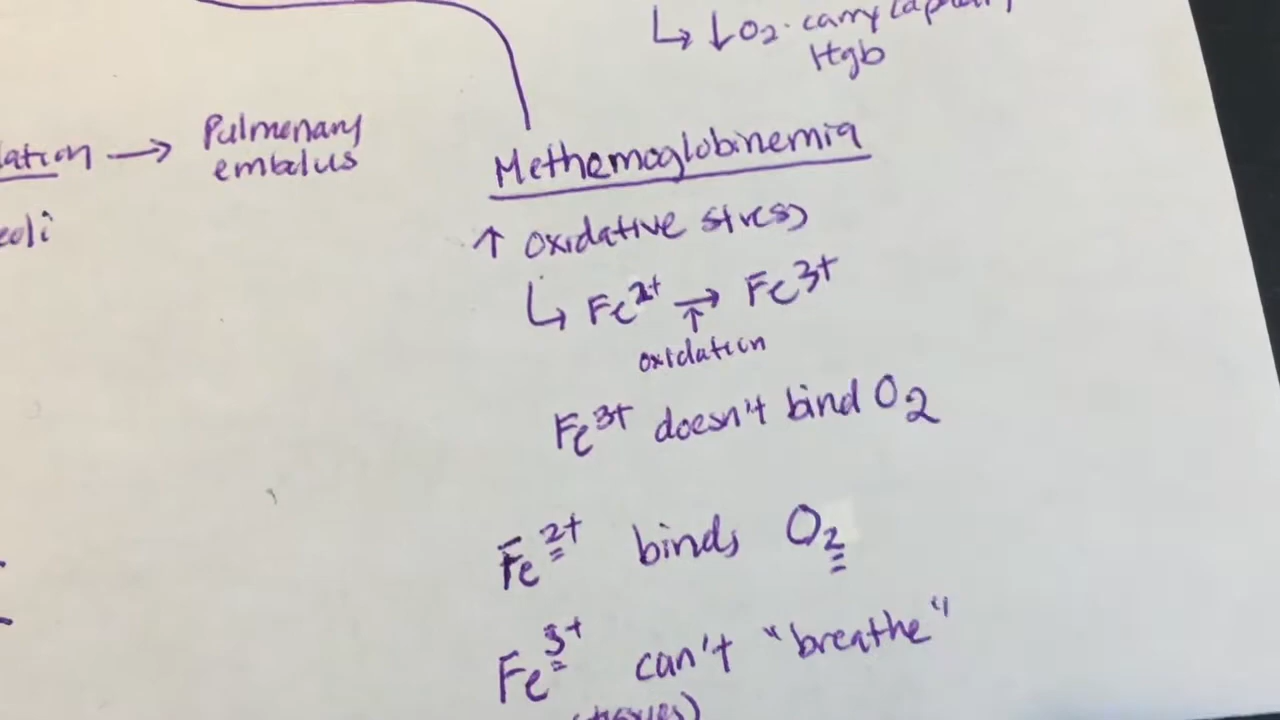 ↳ ↓O2-carry capacity
Hgb
Pulmonary
embolus
→
Methemoglobinemia
↑ oxidative stress
↳ Fe2+ → Fe3+
↑
oxidation
Fe3+ doesn't bind O2
Fe2+ binds O2
Fe3+ can't "breathe"